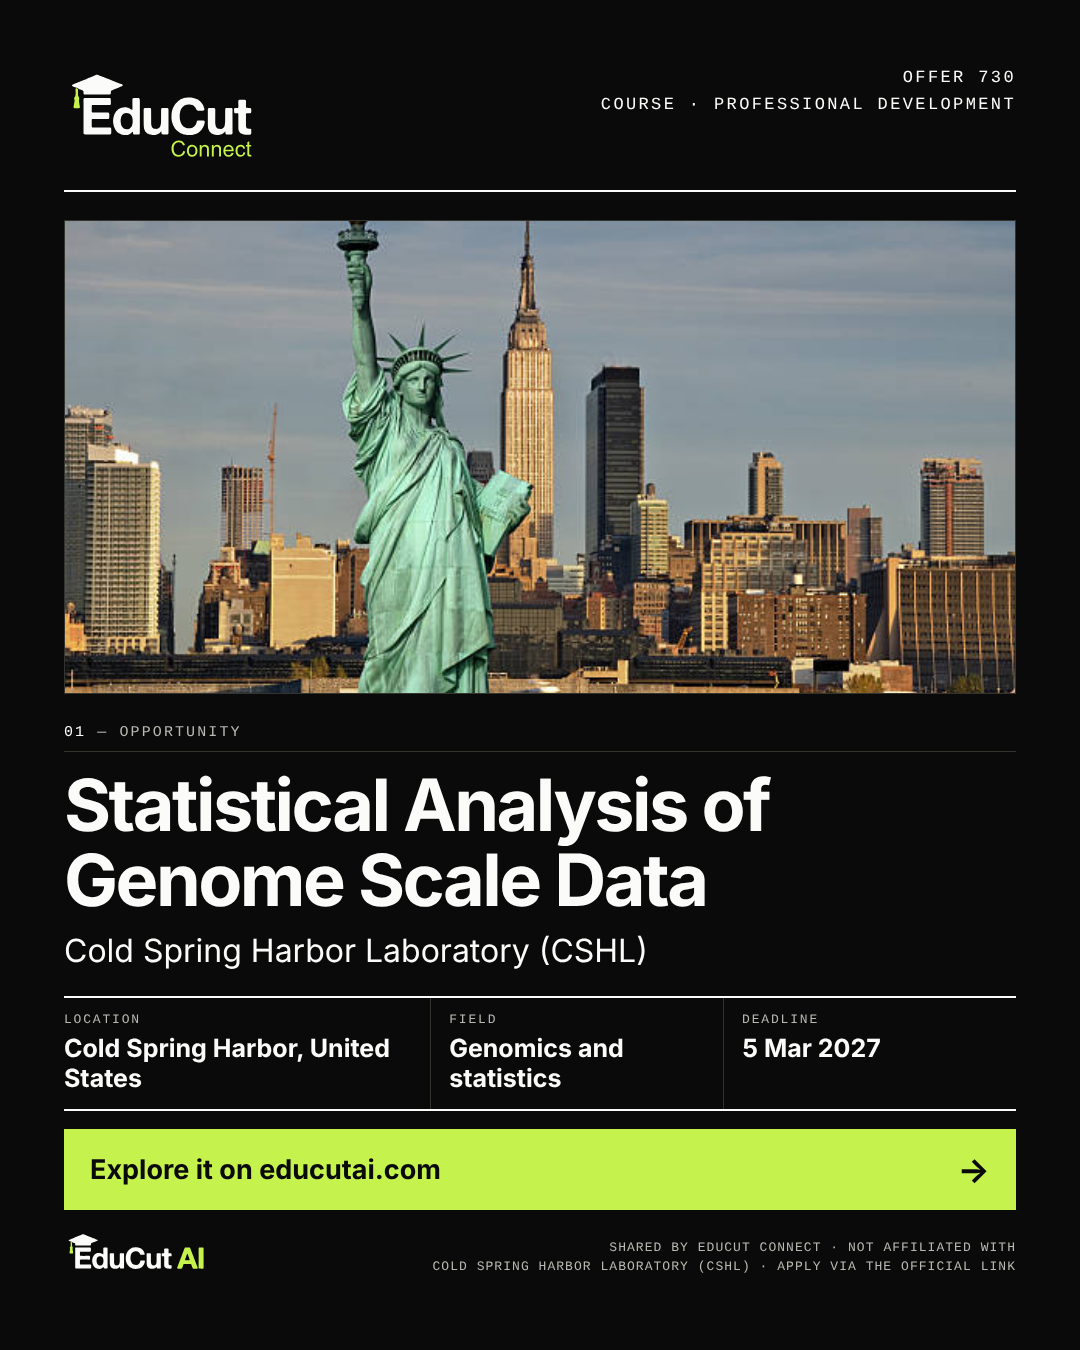 EduCut
Connect
OFFER 730
COURSE · PROFESSIONAL DEVELOPMENT
01 — OPPORTUNITY
Statistical Analysis of
Genome Scale Data
Cold Spring Harbor Laboratory (CSHL)
LOCATION
Cold Spring Harbor, United
States
FIELD
Genomics and
statistics
DEADLINE
5 Mar 2027
Explore it on educutai.com →
EduCut AI
SHARED BY EDUCUT CONNECT · NOT AFFILIATED WITH
COLD SPRING HARBOR LABORATORY (CSHL) · APPLY VIA THE OFFICIAL LINK